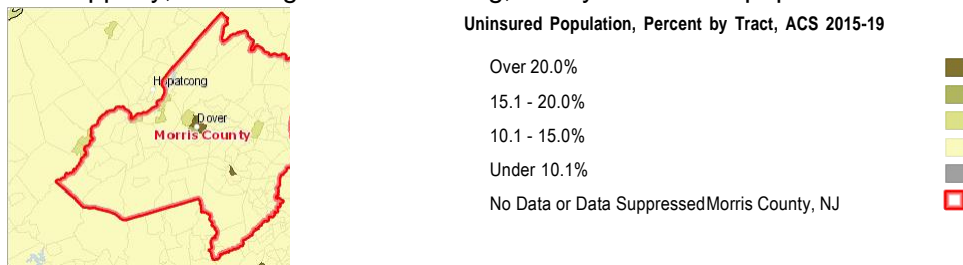 Uninsured Population, Percent by Tract, ACS 2015-19
Hopatcong
Dover
Morris County
Over 20.0%
15.1 - 20.0%
10.1 - 15.0%
Under 10.1%
No Data or Data SuppressedMorris County, NJ